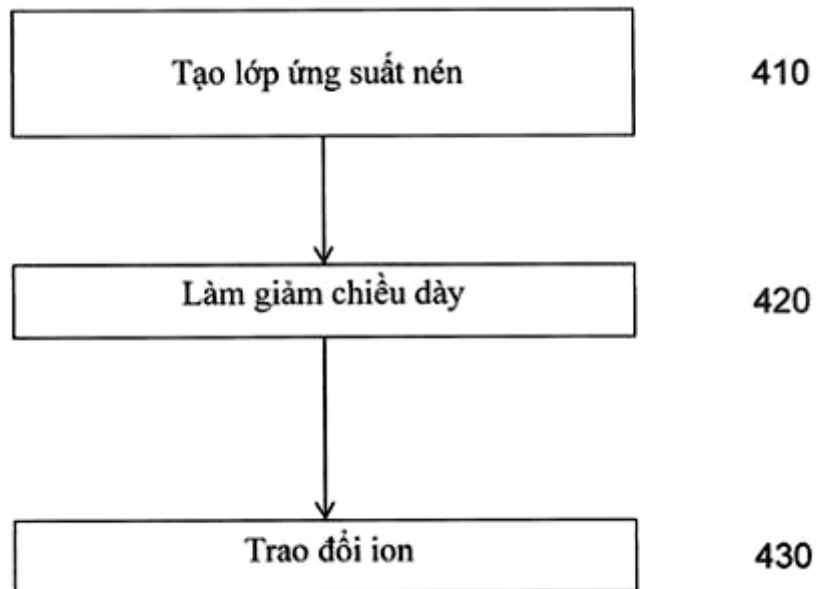 Tạo lớp ứng suất nén 410
Làm giảm chiều dày 420
Trao đổi ion 430